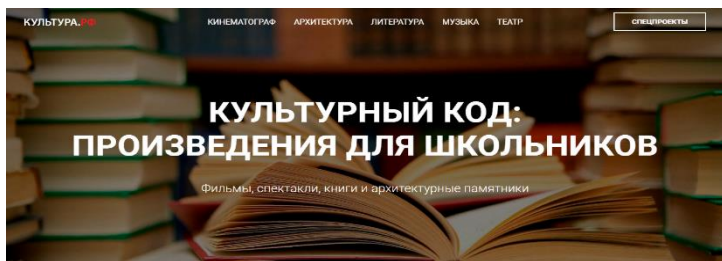 КУЛЬТУРА.РФ
КИНЕМАТОГРАФ АРХИТЕКТУРА ЛИТЕРАТУРА МУЗЫКА ТЕАТР
СПЕЦПРОЕКТЫ
КУЛЬТУРНЫЙ КОД:
ПРОИЗВЕДЕНИЯ ДЛЯ ШКОЛЬНИКОВ
Фильмы, спектакли, книги и архитектурные памятники